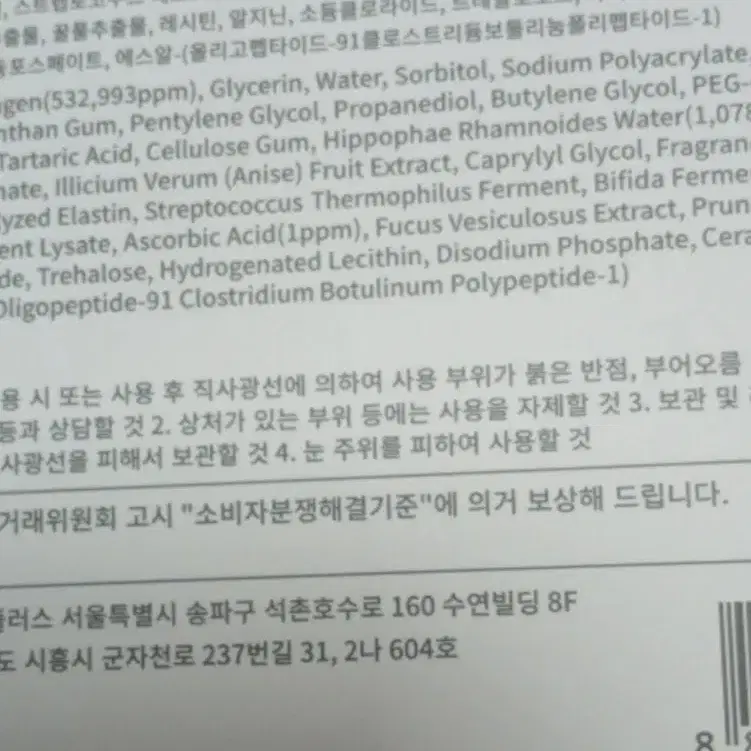 출물, 꿀풀추출물, 레시틴, 알지닌, 소듐클로라이드,
포스페이트, 에스알-(올리고펩타이드-91클로스트리듐보툴리눔폴리펩타이드-1)
gen(532,993ppm), Glycerin, Water, Sorbitol, Sodium Polyacrylate,
nthan Gum, Pentylene Glycol, Propanediol, Butylene Glycol, PEG-
Tartaric Acid, Cellulose Gum, Hippophae Rhamnoides Water(1,078
nate, Illicium Verum (Anise) Fruit Extract, Caprylyl Glycol, Fragran
lyzed Elastin, Streptococcus Thermophilus Ferment, Bifida Ferme
ent Lysate, Ascorbic Acid(1ppm), Fucus Vesiculosus Extract, Prun
de, Trehalose, Hydrogenated Lecithin, Disodium Phosphate, Cera
Oligopeptide-91 Clostridium Botulinum Polypeptide-1)
용 시 또는 사용 후 직사광선에 의하여 사용 부위가 붉은 반점, 부어오름
등과 상담할 것 2. 상처가 있는 부위 등에는 사용을 자제할 것 3. 보관 및
사광선을 피해서 보관할 것 4. 눈 주위를 피하여 사용할 것
거래위원회 고시 "소비자분쟁해결기준"에 의거 보상해 드립니다.
플러스 서울특별시 송파구 석촌호수로 160 수연빌딩 8F
도 시흥시 군자천로 237번길 31, 2나 604호
8